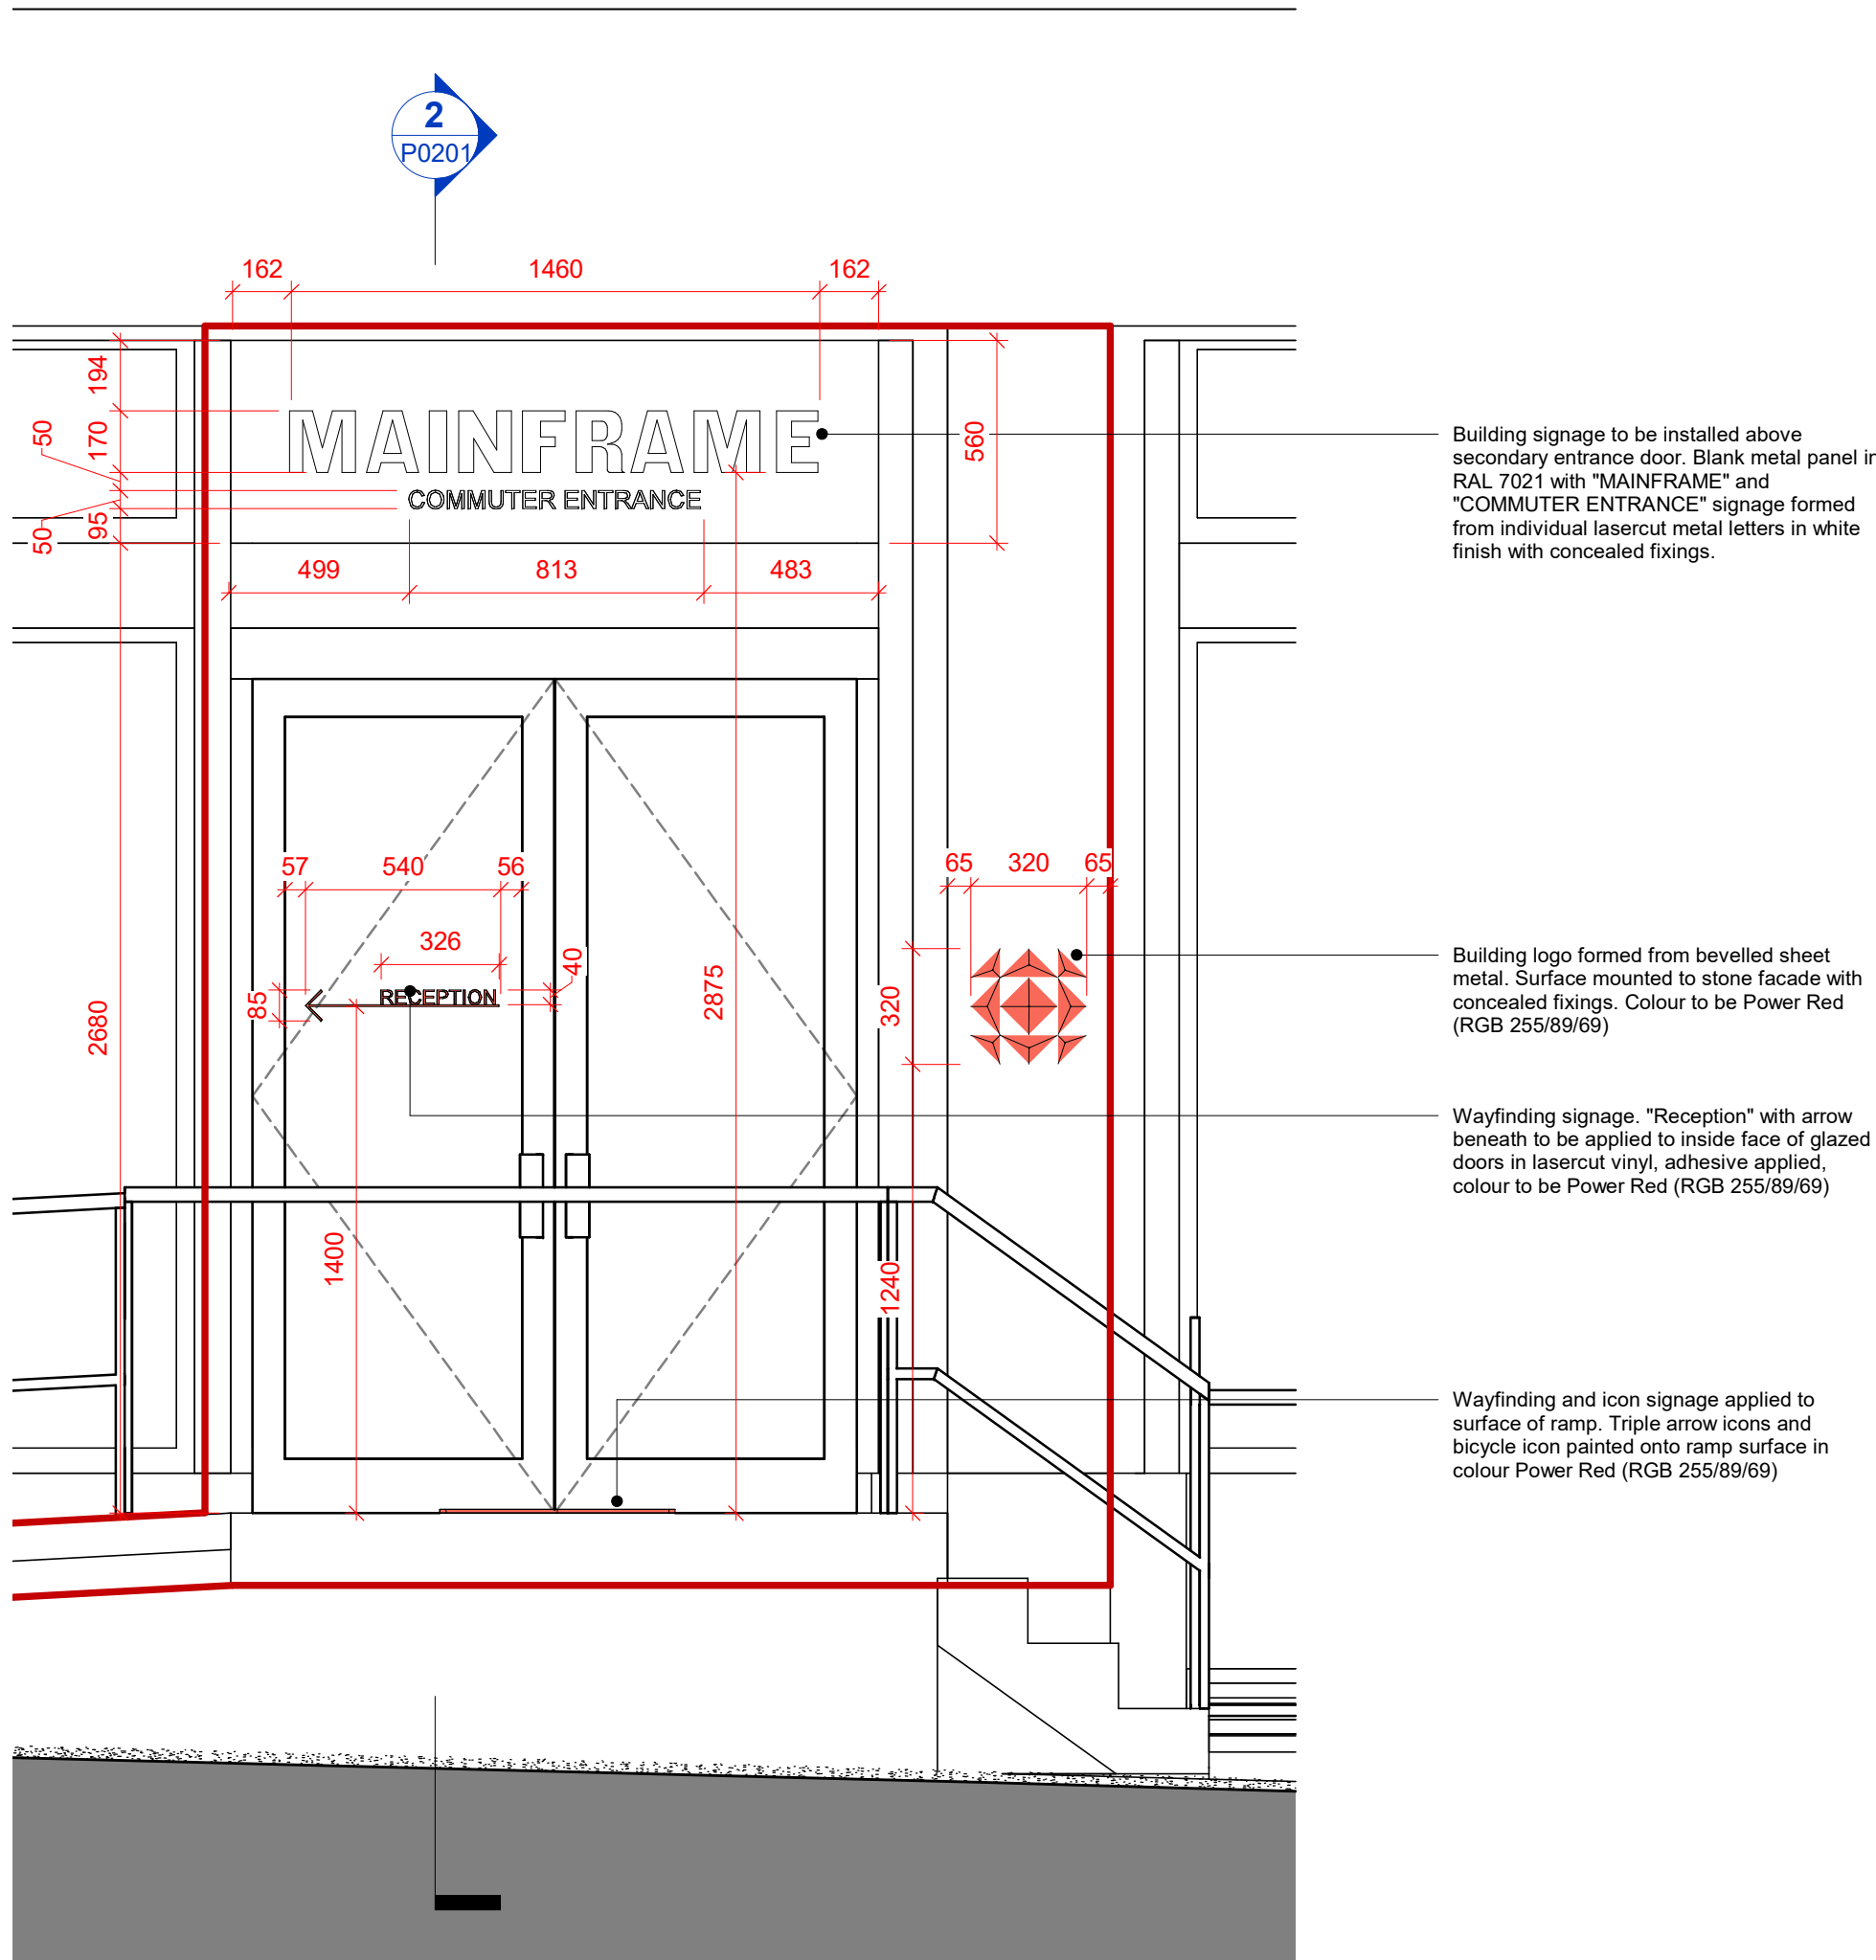 2
P0201
162
1460
162
194
170
50
50
95
560
MAINFRAME
COMMUTER ENTRANCE
499
813
483
Building signage to be installed above
secondary entrance door. Blank metal panel in
RAL 7021 with "MAINFRAME" and
"COMMUTER ENTRANCE" signage formed
from individual lasercut metal letters in white
finish with concealed fixings.
57
540
56
65
320
65
326
40
85
RECEPTION
2680
2875
320
Building logo formed from bevelled sheet
metal. Surface mounted to stone facade with
concealed fixings. Colour to be Power Red
(RGB 255/89/69)
Wayfinding signage. "Reception" with arrow
beneath to be applied to inside face of glazed
doors in lasercut vinyl, adhesive applied,
colour to be Power Red (RGB 255/89/69)
1400
1240
Wayfinding and icon signage applied to
surface of ramp. Triple arrow icons and
bicycle icon painted onto ramp surface in
colour Power Red (RGB 255/89/69)